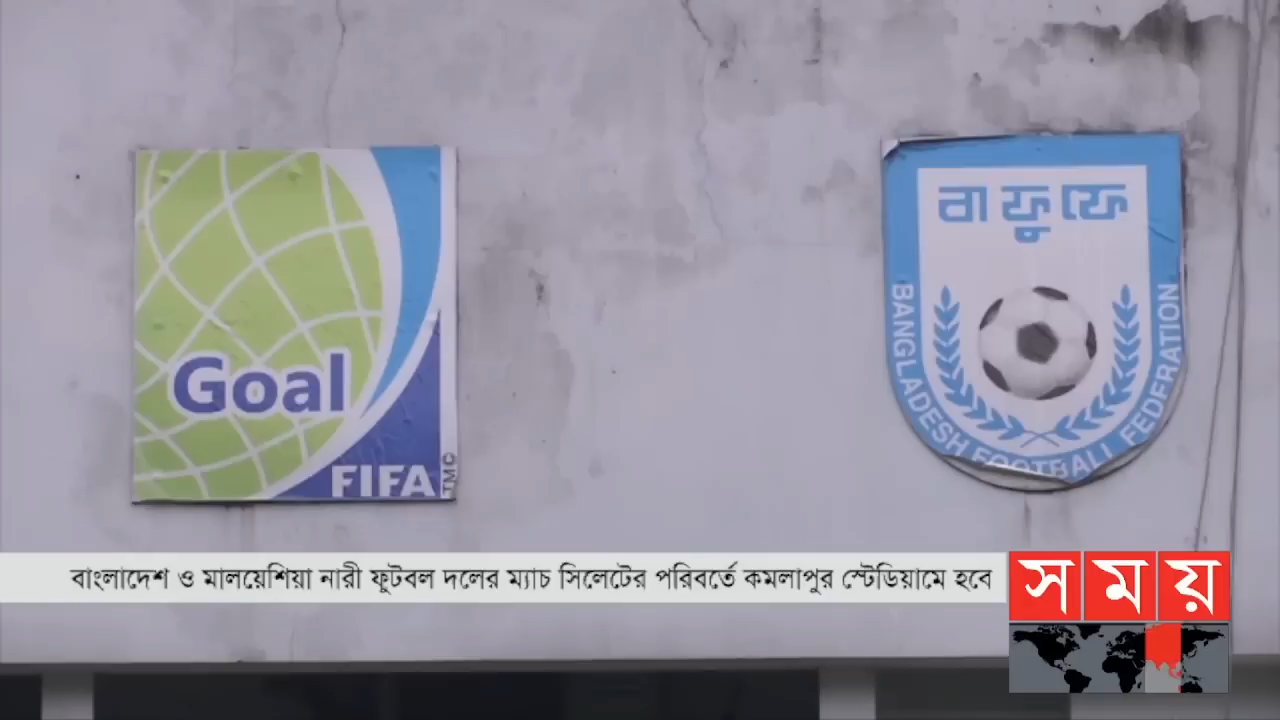 Goal
FIFA
TMC
বা ফু ফে
BANGLADESH FOOTBALL FEDERATION
বাংলাদেশ ও মালয়েশিয়া নারী ফুটবল দলের ম্যাচ সিলেটের পরিবর্তে কমলাপুর স্টেডিয়ামে হবে
সময়